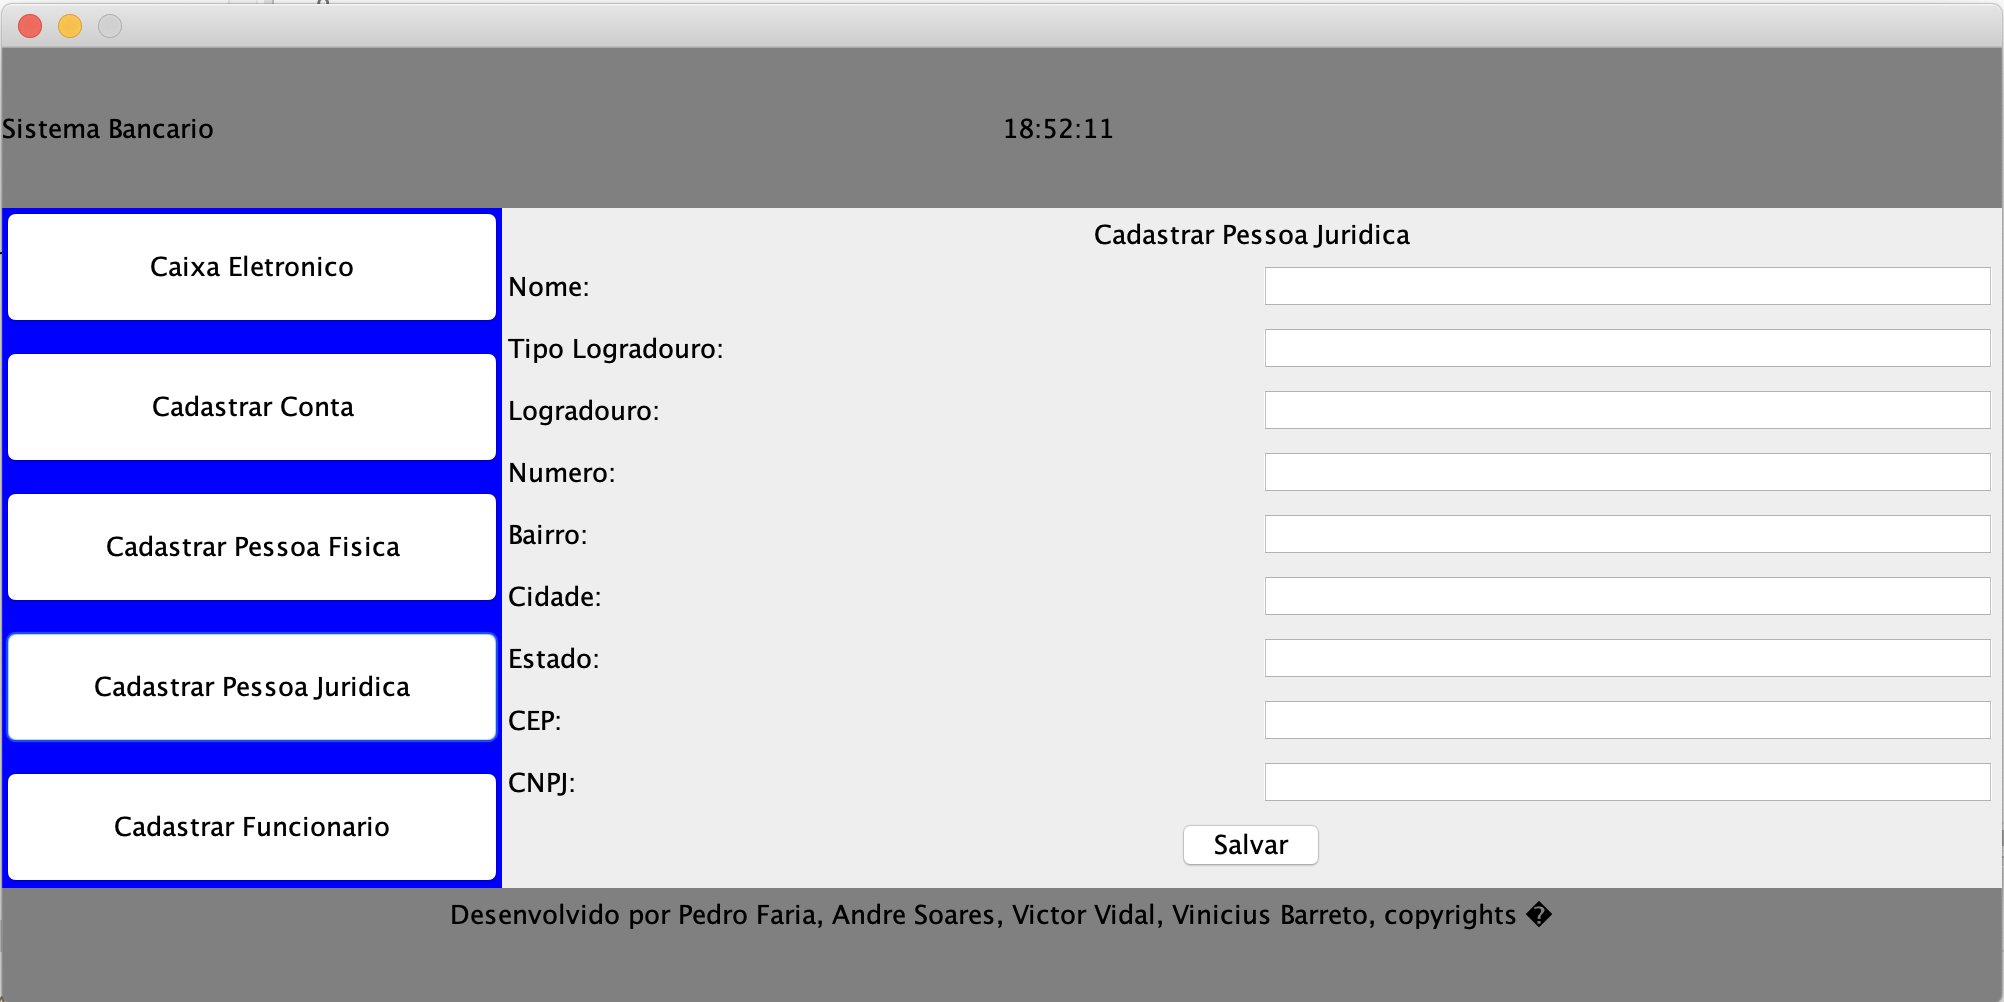 Sistema Bancario
18:52:11
Caixa Eletronico
Cadastrar Conta
Cadastrar Pessoa Fisica
Cadastrar Pessoa Juridica
Cadastrar Funcionario
Cadastrar Pessoa Juridica
Nome:
Tipo Logradouro:
Logradouro:
Numero:
Bairro:
Cidade:
Estado:
CEP:
CNPJ:
Salvar
Desenvolvido por Pedro Faria, Andre Soares, Victor Vidal, Vinicius Barreto, copyrights �